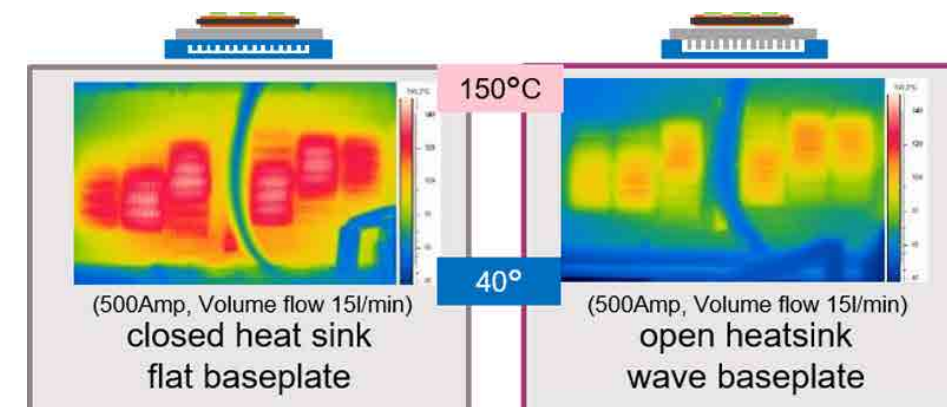 150°C
40°
(500Amp, Volume flow 15l/min)
closed heat sink
flat baseplate
(500Amp, Volume flow 15l/min)
open heatsink
wave baseplate